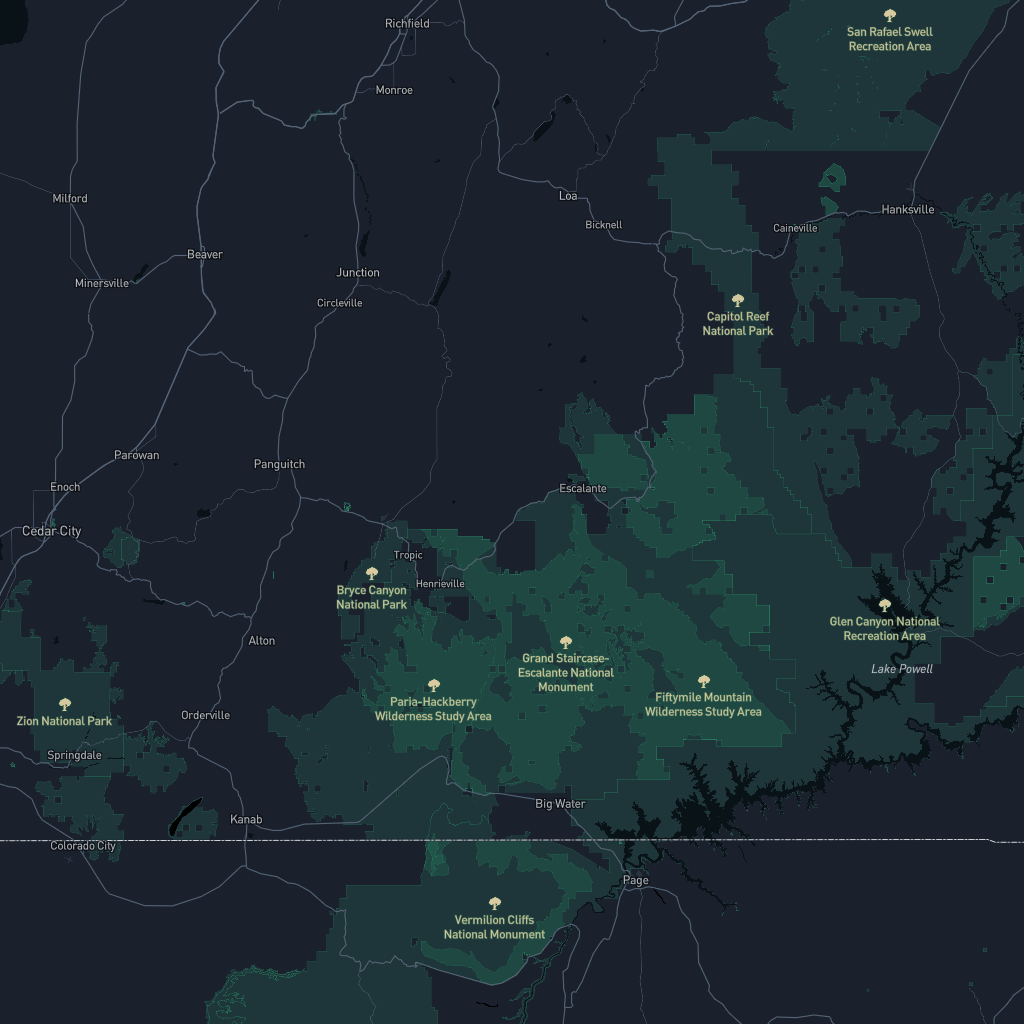 Richfield
San Rafael Swell
Recreation Area
Monroe
Milford
Loa
Bicknell
Hanksville
Caineville
Beaver
Junction
Minersville
Circleville
Capitol Reef
National Park
Parowan
Panguitch
Enoch
Escalante
Cedar City
Tropic
Henrieville
Bryce Canyon
National Park
Glen Canyon National
Recreation Area
Alton
Grand Staircase-
Escalante National
Monument
Lake Powell
Fiftymile Mountain
Wilderness Study Area
Paria-Hackberry
Wilderness Study Area
Zion National Park
Orderville
Springdale
Big Water
Kanab
Colorado City
Page
Vermilion Cliffs
National Monument